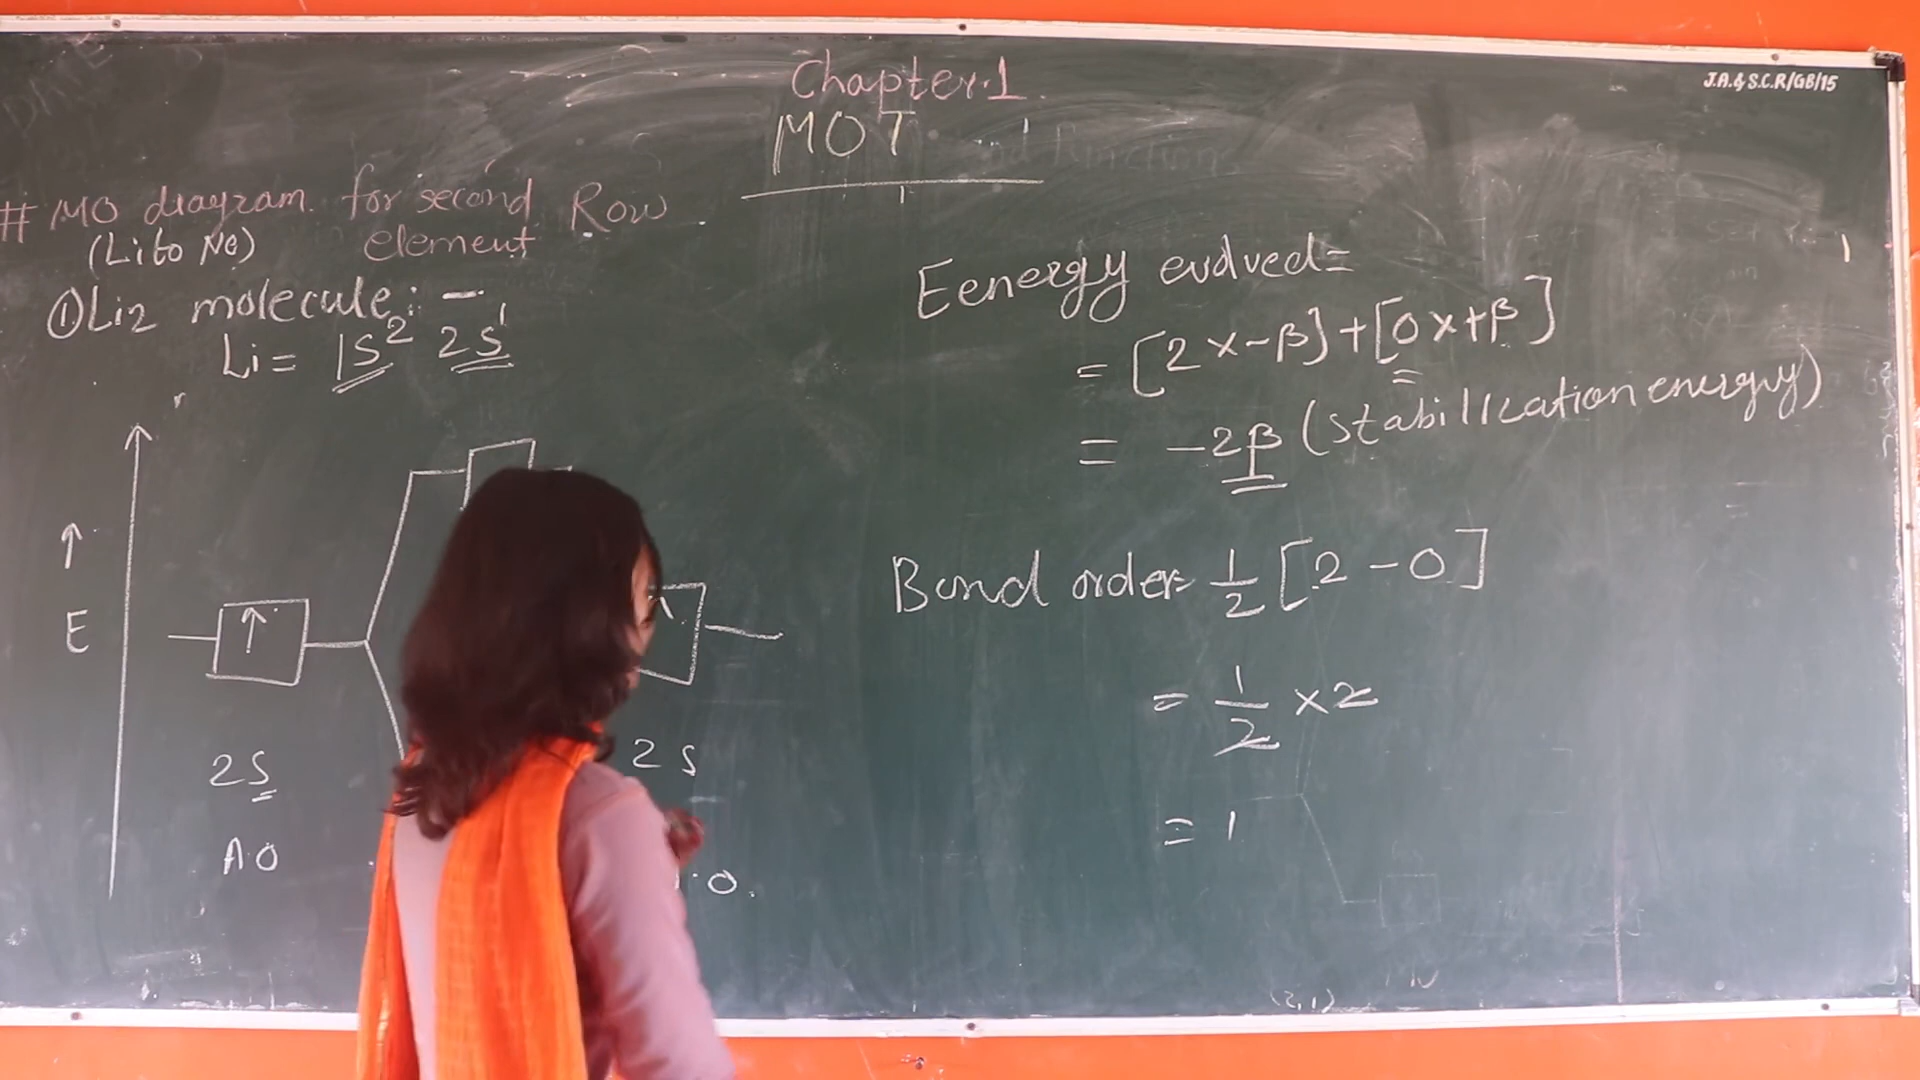 J.A.& S.C.R/GB/15
Chapter.1.
MOT
# MO diagram. for second Row
(Li to Ne) element
① Li2 molecule: -
Li = 1S² 2S¹
↑
E
↑
2S
A.O
2 S
.O.
Eenergy evolved =
= [2 x - β] + [0 x + β]
= -2β (stabilization energy)
Bond order = 1/2 [2 - 0]
= 1/2 x 2
= 1